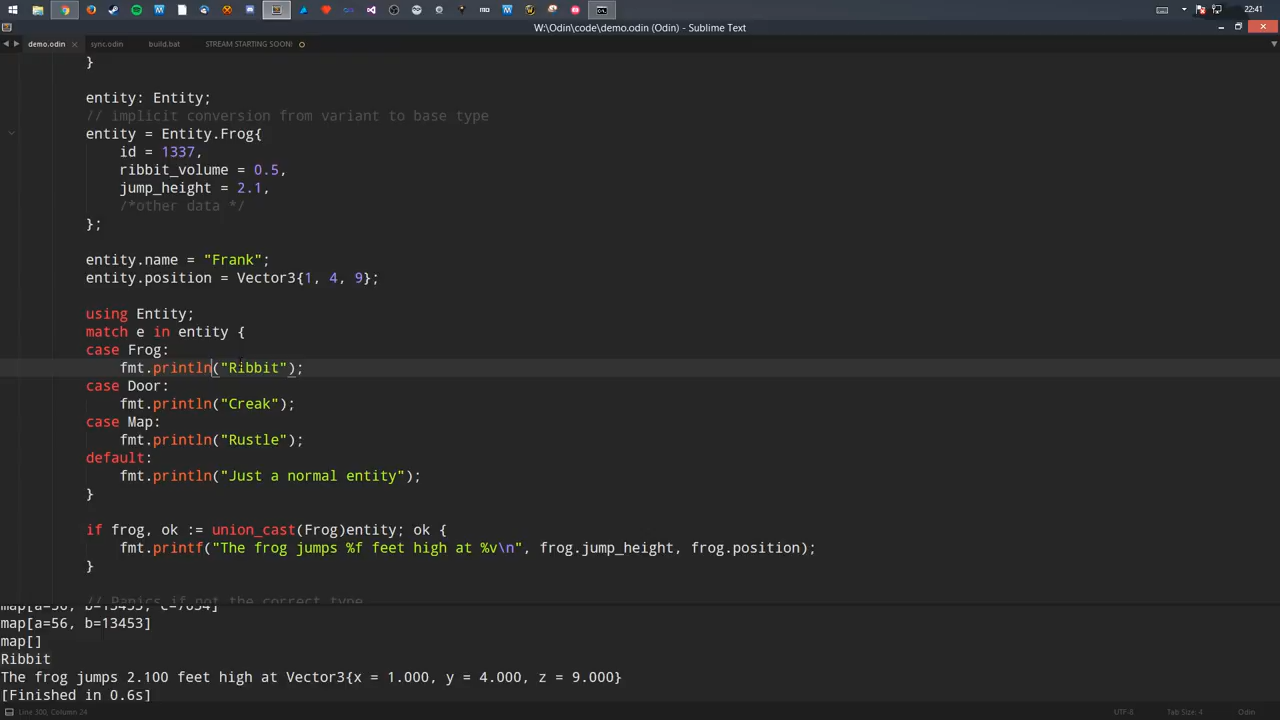 22:41
W:\Odin\code\demo.odin (Odin) - Sublime Text
demo.odin sync.odin build.bat STREAM STARTING SOON!
}
entity: Entity;
// implicit conversion from variant to base type
entity = Entity.Frog{
id = 1337,
ribbit_volume = 0.5,
jump_height = 2.1,
/*other data */
};
entity.name = "Frank";
entity.position = Vector3{1, 4, 9};
using Entity;
match e in entity {
case Frog:
fmt.println("Ribbit");
case Door:
fmt.println("Creak");
case Map:
fmt.println("Rustle");
default:
fmt.println("Just a normal entity");
}
if frog, ok := union_cast(Frog)entity; ok {
fmt.printf("The frog jumps %f feet high at %v\n", frog.jump_height, frog.position);
}
// Panics if not the correct type
map[a=56, b=13453, c=7654]
map[a=56, b=13453]
map[]
Ribbit
The frog jumps 2.100 feet high at Vector3{x = 1.000, y = 4.000, z = 9.000}
[Finished in 0.6s]
Line 500, Column 24 UTF-8 Tab Size: 4 Odin